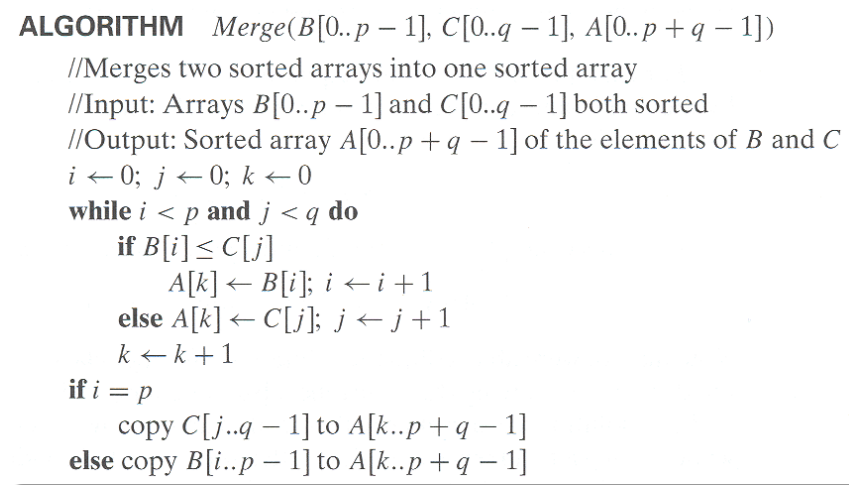 ALGORITHM Merge(B[0..p − 1], C[0..q − 1], A[0..p + q − 1])
//Merges two sorted arrays into one sorted array
//Input: Arrays B[0..p − 1] and C[0..q − 1] both sorted
//Output: Sorted array A[0..p + q − 1] of the elements of B and C
i ← 0; j ← 0; k ← 0
while i < p and j < q do
if B[i] ≤ C[j]
A[k] ← B[i]; i ← i + 1
else A[k] ← C[j]; j ← j + 1
k ← k + 1
if i = p
copy C[j..q − 1] to A[k..p + q − 1]
else copy B[i..p − 1] to A[k..p + q − 1]